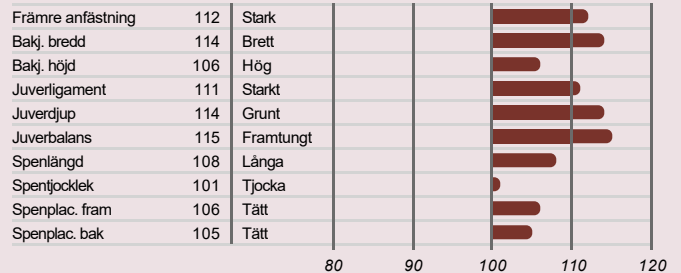 Främre anfästning 112 Stark
Bakj. bredd 114 Brett
Bakj. höjd 106 Hög
Juverligament 111 Starkt
Juverdjup 114 Grunt
Juverbalans 115 Framtungt
Spenlängd 108 Långa
Spentjocklek 101 Tjocka
Spenplac. fram 106 Tätt
Spenplac. bak 105 Tätt
80 90 100 110 120